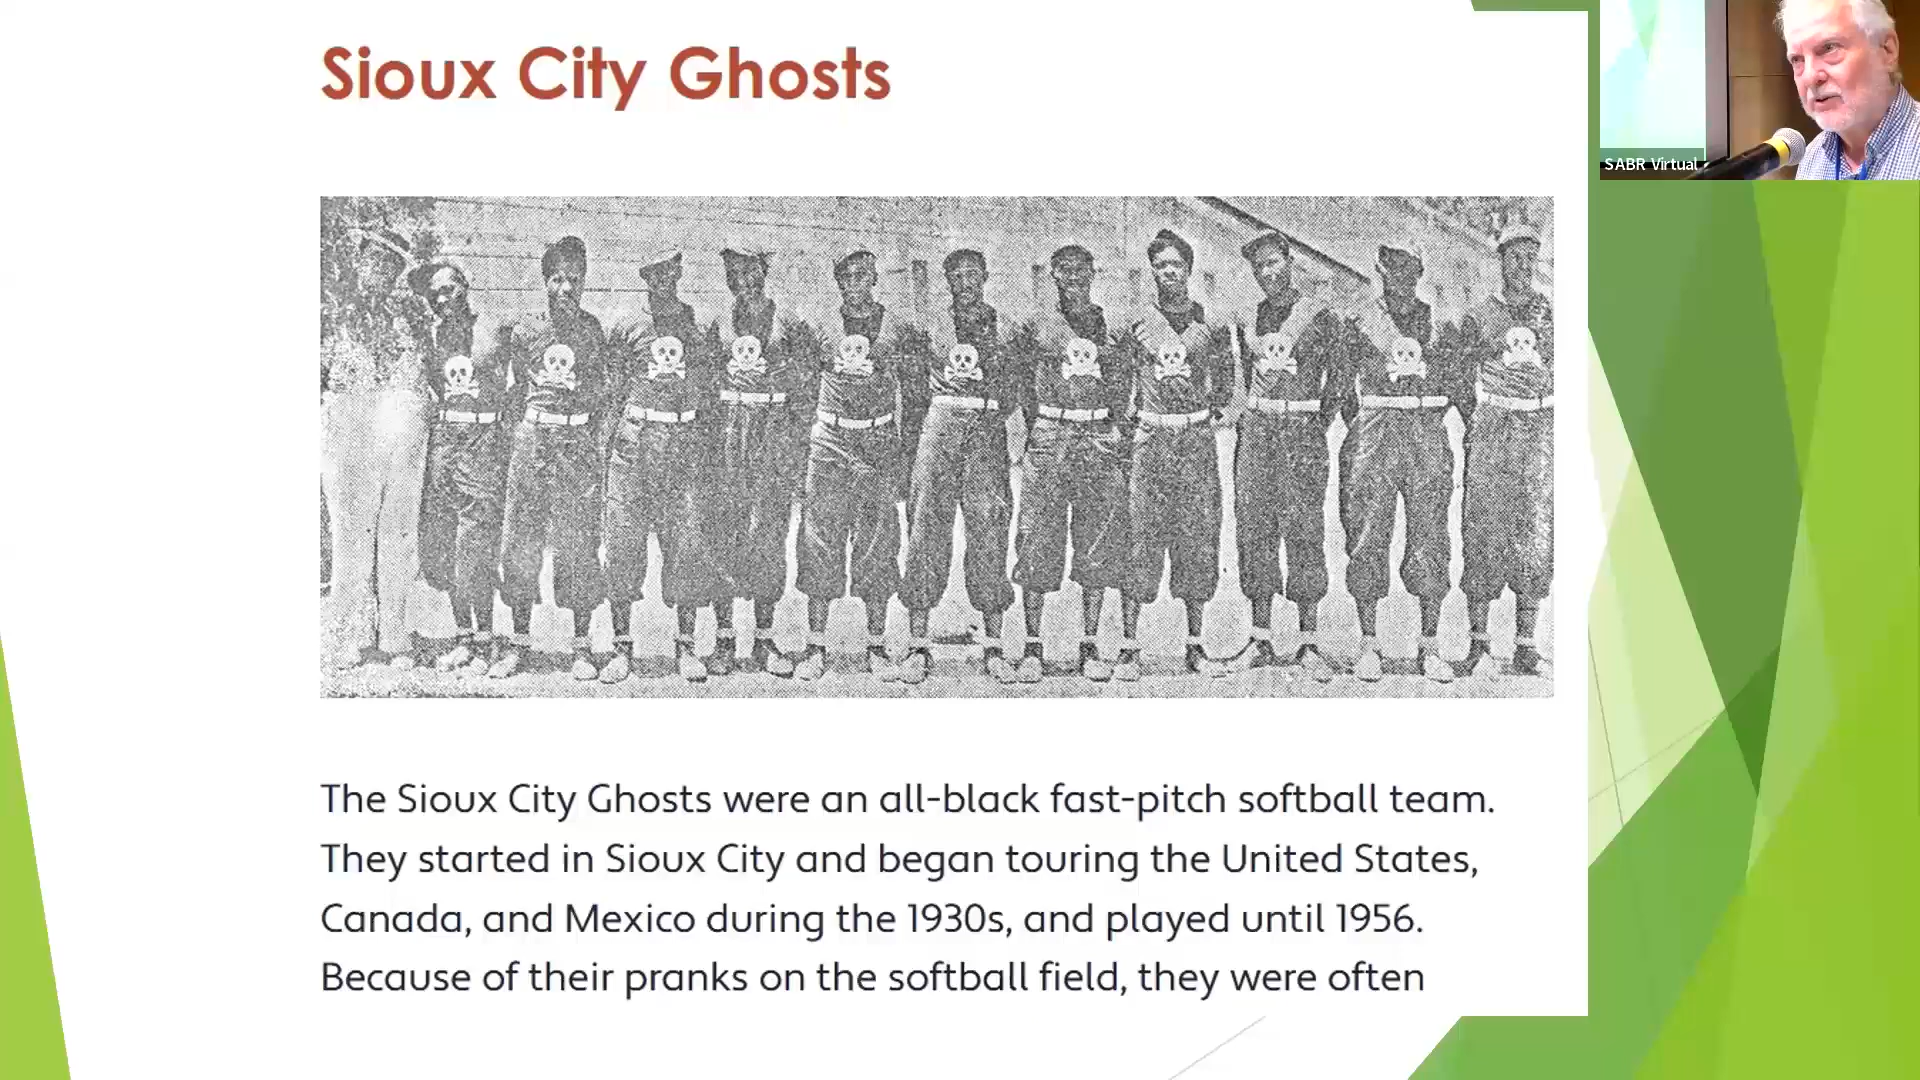 Sioux City Ghosts
SABR Virtual
The Sioux City Ghosts were an all-black fast-pitch softball team.
They started in Sioux City and began touring the United States,
Canada, and Mexico during the 1930s, and played until 1956.
Because of their pranks on the softball field, they were often